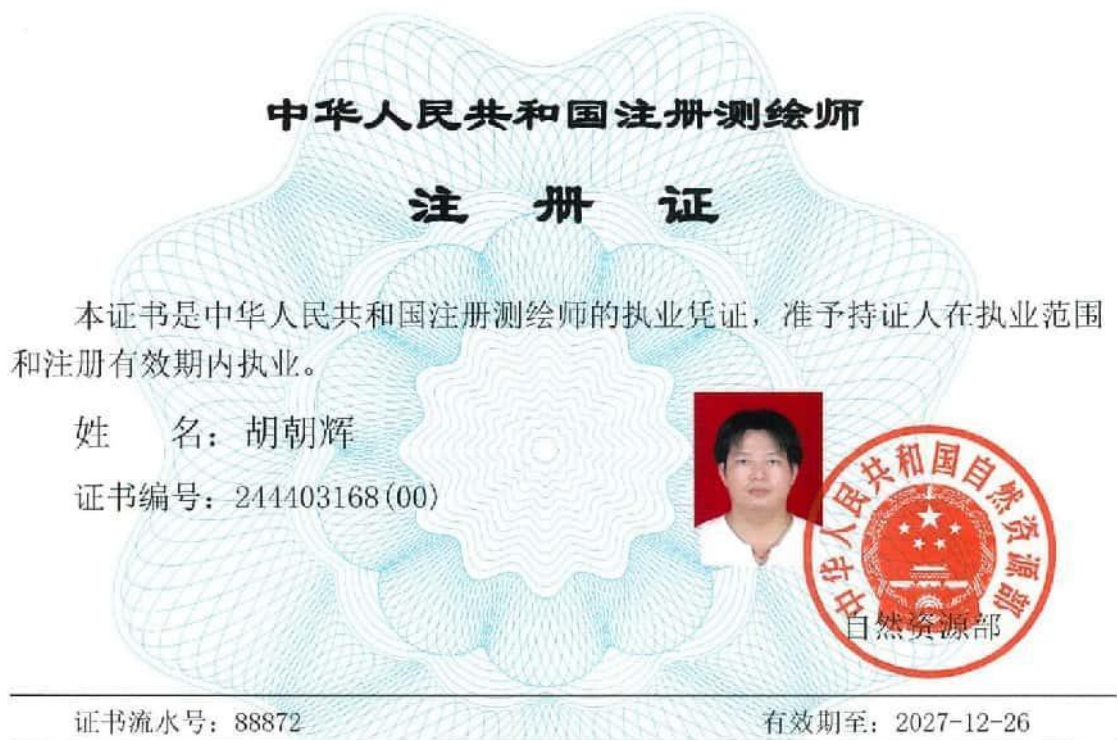 中华人民共和国注册测绘师
注 册 证
本证书是中华人民共和国注册测绘师的执业凭证，准予持证人在执业范围
和注册有效期内执业。
姓 名：胡朝辉
证书编号：244403168(00)
中华人民共和国自然资源部
自然资源部
证书流水号：88872
有效期至：2027-12-26